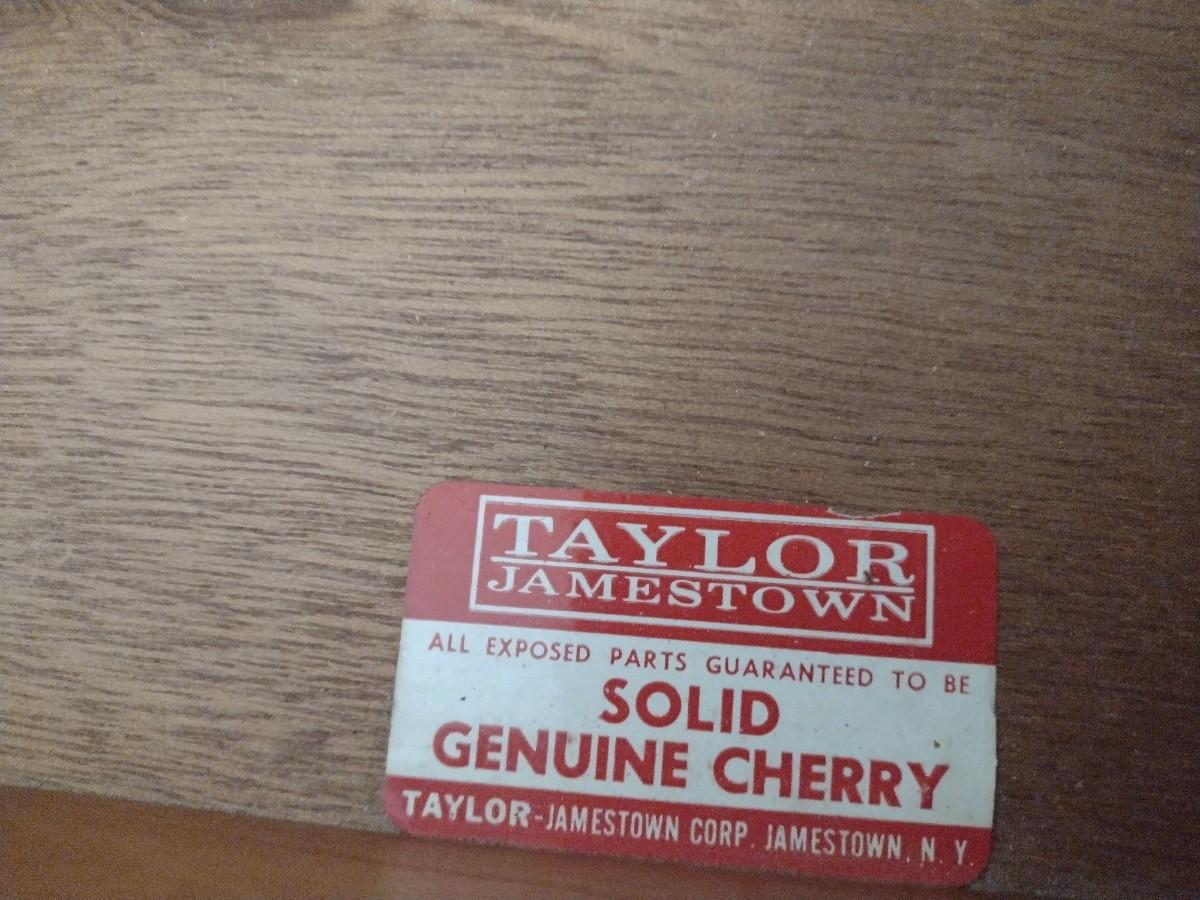 TAYLOR
JAMESTOWN
ALL EXPOSED PARTS GUARANTEED TO BE
SOLID
GENUINE CHERRY
TAYLOR-JAMESTOWN CORP. JAMESTOWN, N. Y.